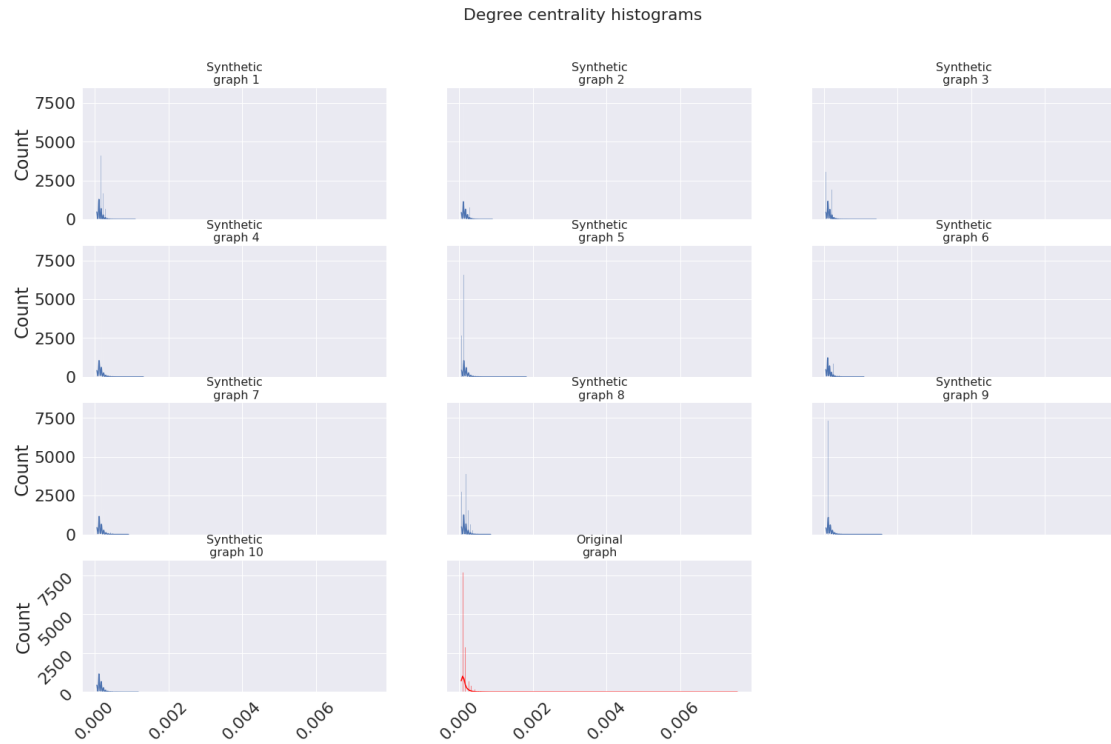 Degree centrality histograms
Synthetic
graph 1
Synthetic
graph 2
Synthetic
graph 3
7500
5000
2500
0
Count
Synthetic
graph 4
Synthetic
graph 5
Synthetic
graph 6
7500
5000
2500
0
Count
Synthetic
graph 7
Synthetic
graph 8
Synthetic
graph 9
7500
5000
2500
0
Count
Synthetic
graph 10
Original
graph
7500
5000
2500
0
Count
0.000
0.002
0.004
0.006
0.000
0.002
0.004
0.006